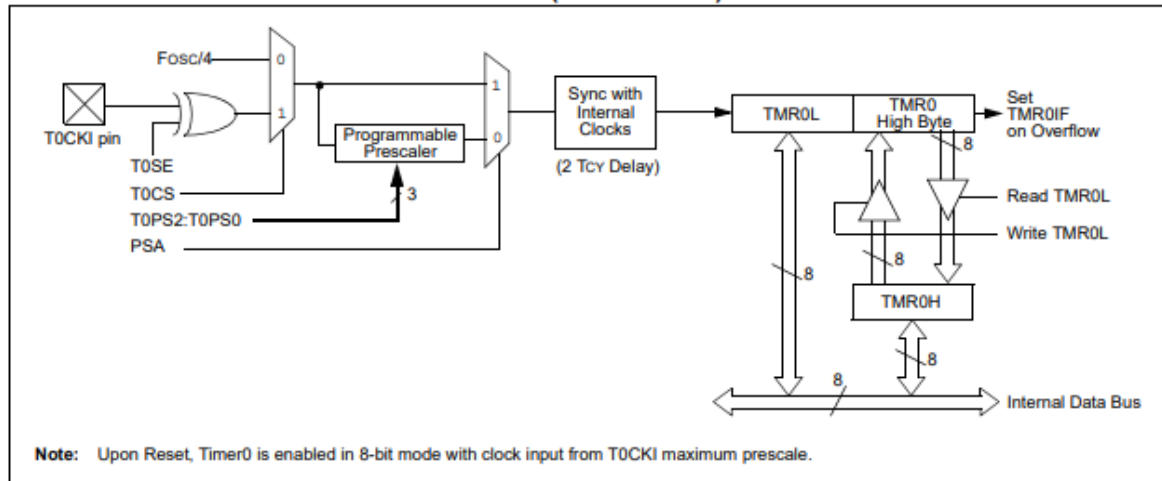 Fosc/4
0
1
T0CKI pin
T0SE
T0CS
T0PS2:T0PS0
PSA
Programmable
Prescaler
3
1
0
Sync with
Internal
Clocks
(2 TCY Delay)
TMR0L
TMR0
High Byte
Set
TMR0IF
on Overflow
8
Read TMR0L
Write TMR0L
8
8
TMR0H
8
8
Internal Data Bus
Note: Upon Reset, Timer0 is enabled in 8-bit mode with clock input from T0CKI maximum prescale.